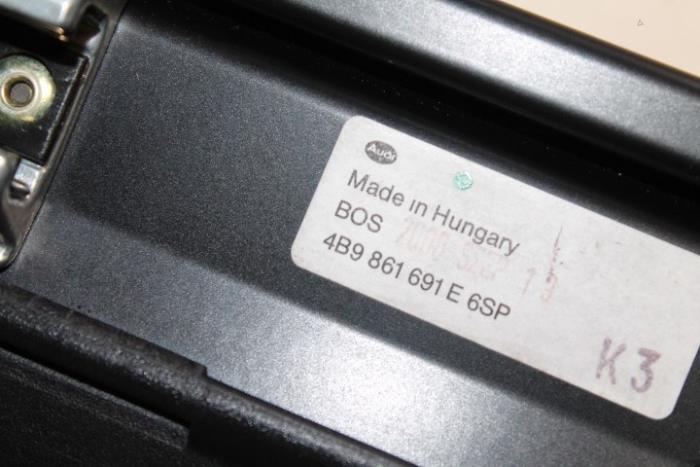 Audi
Made in Hungary
BOS
4B9 861 691 E 6SP
K3